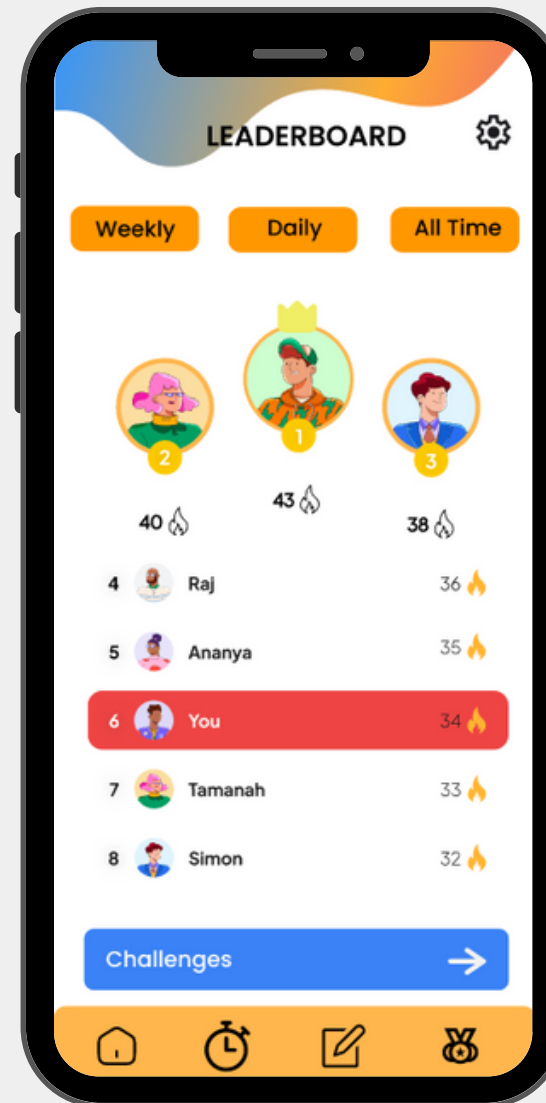 LEADERBOARD
Weekly Daily All Time
2 1 3
40 43 38
4 Raj 36
5 Ananya 35
6 You 34
7 Tamanah 33
8 Simon 32
Challenges